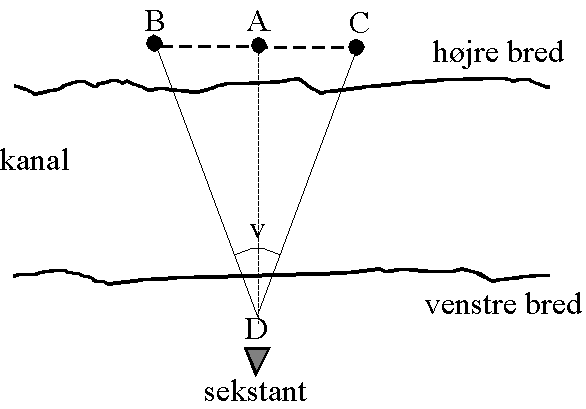 B A C
højre bred
kanal
v
venstre bred
D
sekstant